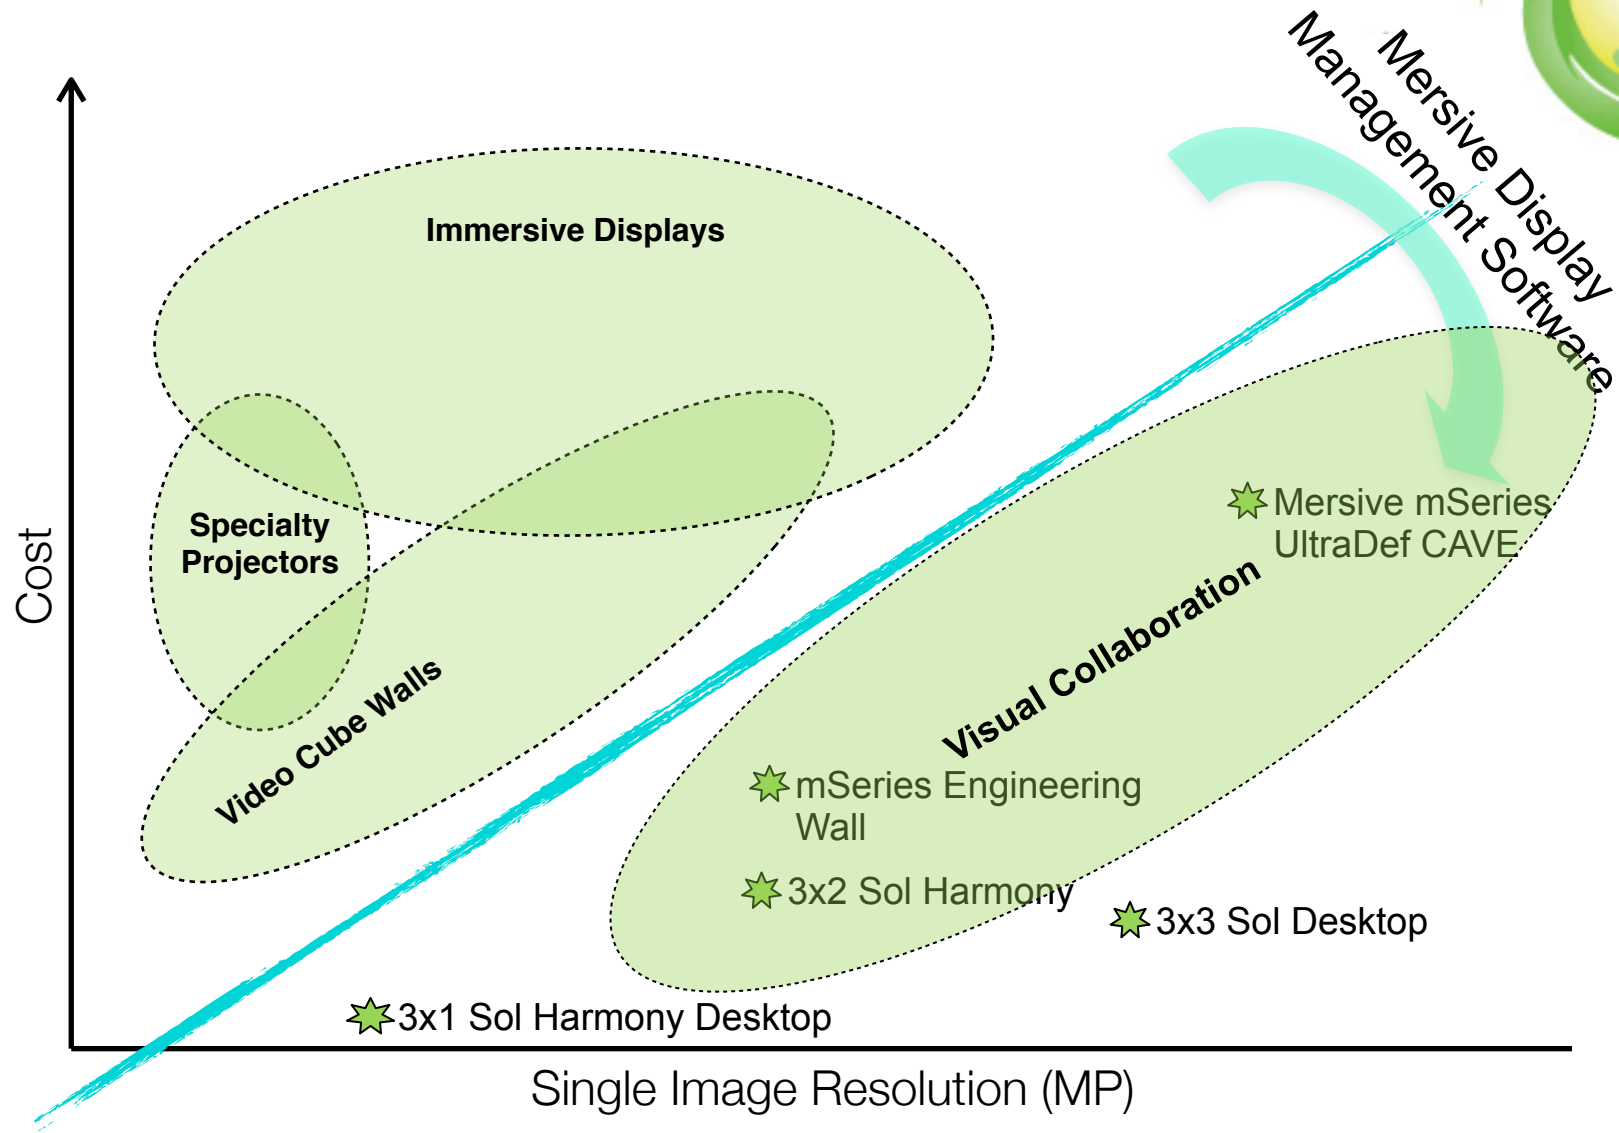 Mersive Display
Management Software
Immersive Displays
Specialty
Projectors
Video Cube Walls
Cost
Mersive mSeries
UltraDef CAVE
Visual Collaboration
mSeries Engineering
Wall
3x2 Sol Harmony
3x3 Sol Desktop
3x1 Sol Harmony Desktop
Single Image Resolution (MP)